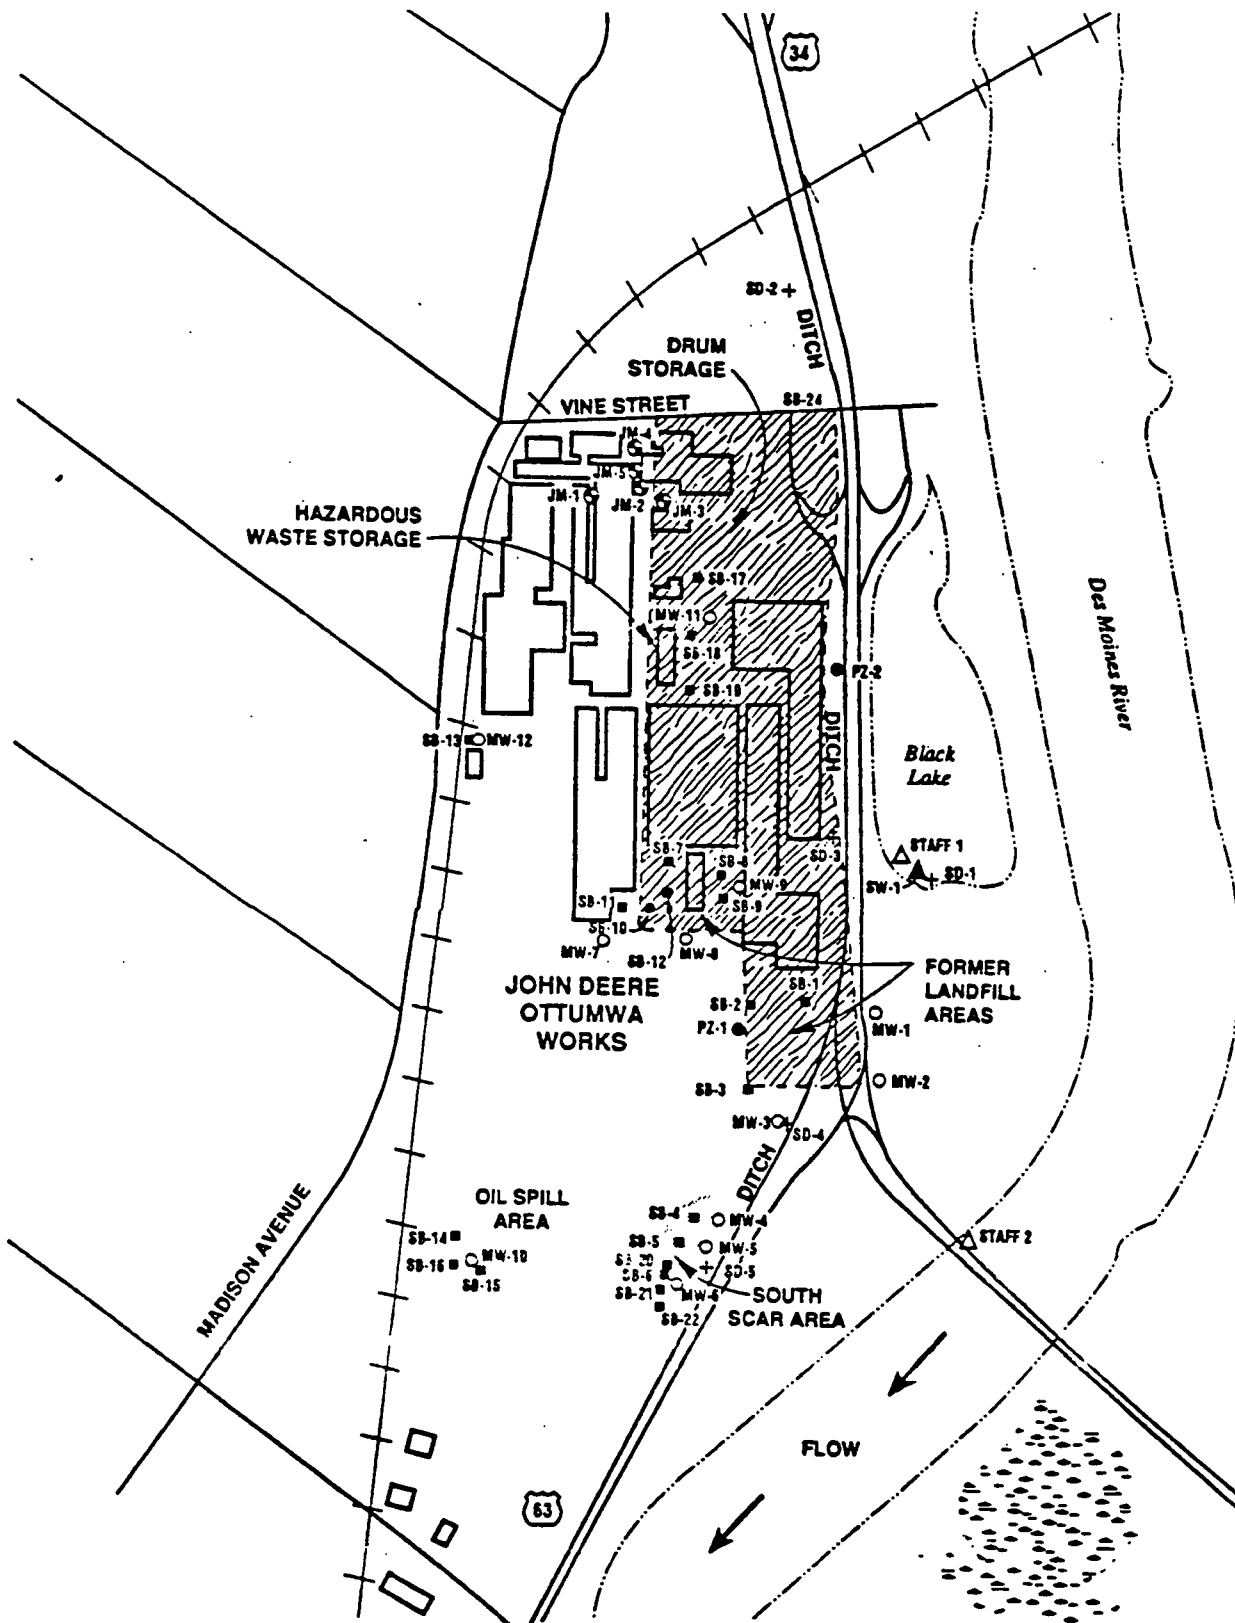 34
SD-2
DITCH
DRUM
STORAGE
SB-24
VINE STREET
JM-4
JM-5
JM-1
JM-2
JM-3
HAZARDOUS
WASTE STORAGE
SB-17
MW-11
SB-18
SB-19
PZ-2
DITCH
Des Moines River
Black
Lake
SB-13
MW-12
STAFF 1
SW-1
SD-1
SD-3
SB-7
SB-8
MW-9
SB-9
SB-11
SB-10
MW-7
SB-12
MW-8
JOHN DEERE
OTTUMWA
WORKS
FORMER
LANDFILL
AREAS
SB-1
SB-2
PZ-1
MW-1
MW-2
SB-3
MW-3
SD-4
DITCH
MADISON AVENUE
OIL SPILL
AREA
SB-14
SB-16
MW-10
SB-15
SB-4
MW-4
SB-5
MW-5
SB-20
SD-5
SB-6
MW-6
SB-21
SB-22
SOUTH
SCAR AREA
STAFF 2
FLOW
63